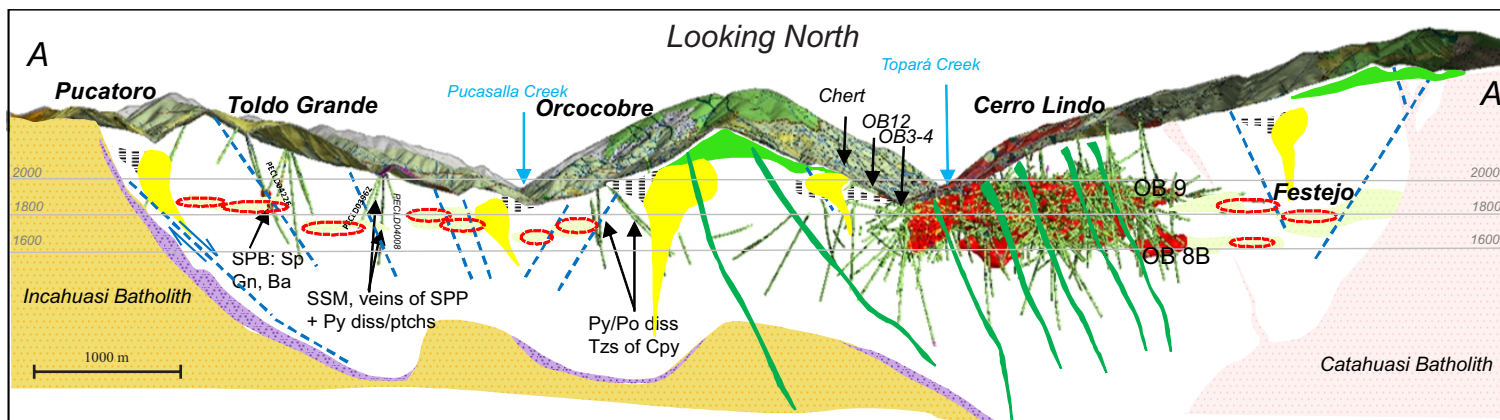 Looking North
A
A
Pucatoro
Toldo Grande
Pucasalla Creek
Orcocobre
Chert
OB12
OB3-4
Topará Creek
Cerro Lindo
2000
2000
1800
1800
1600
1600
OB 9
OB 8B
Festejo
PECLD04008
SPB: Sp
Gn, Ba
SSM, veins of SPP
+ Py diss/ptchs
Py/Po diss
Tzs of Cpy
Incahuasi Batholith
Catahuasi Batholith
1000 m